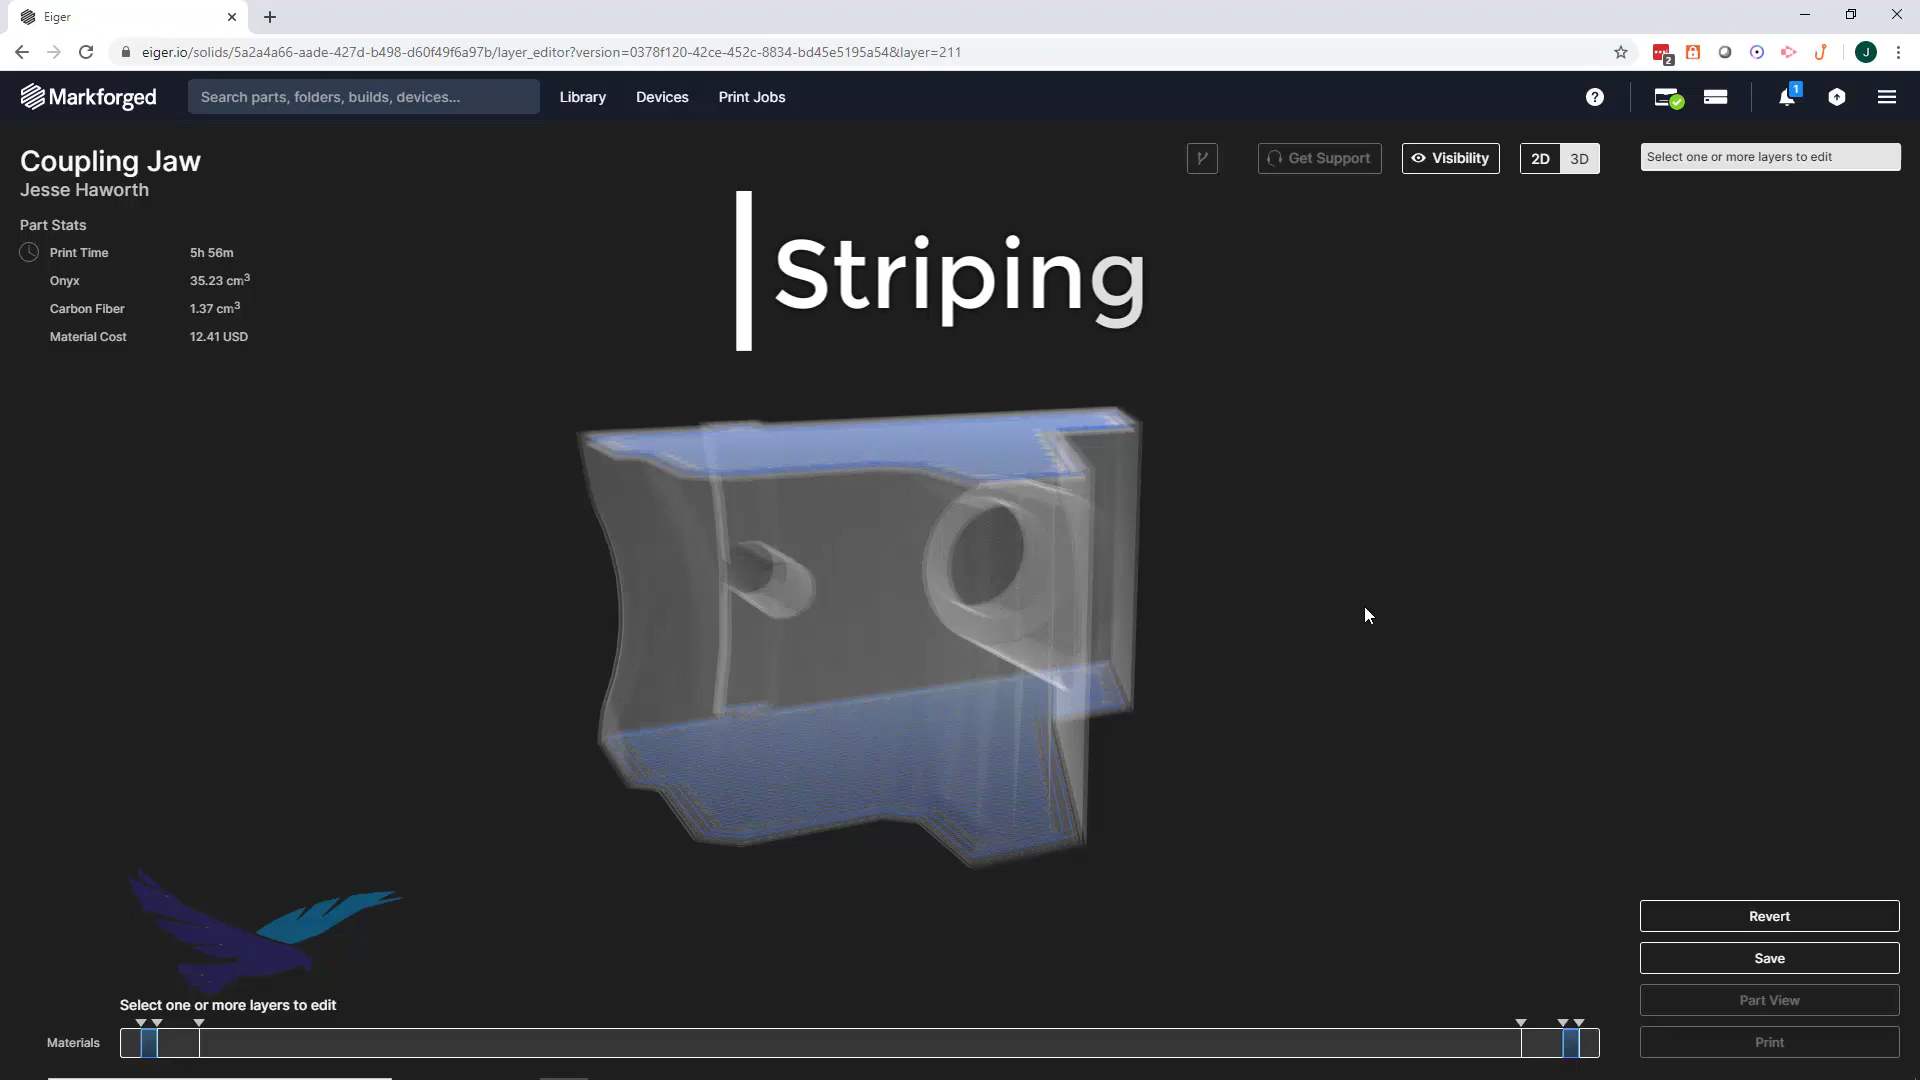 Eiger
eiger.io/solids/5a2a4a66-aade-427d-b498-d60f49f6a97b/layer_editor?version=0378f120-42ce-452c-8834-bd45e5195a54&layer=211
2
J
Markforged
Search parts, folders, builds, devices...
Library
Devices
Print Jobs
?
1
Coupling Jaw
Jesse Haworth
Get Support
Visibility
2D
3D
Select one or more layers to edit
Part Stats
Print Time 5h 56m
Onyx 35.23 cm³
Carbon Fiber 1.37 cm³
Material Cost 12.41 USD
Striping
Revert
Save
Part View
Print
Select one or more layers to edit
Materials